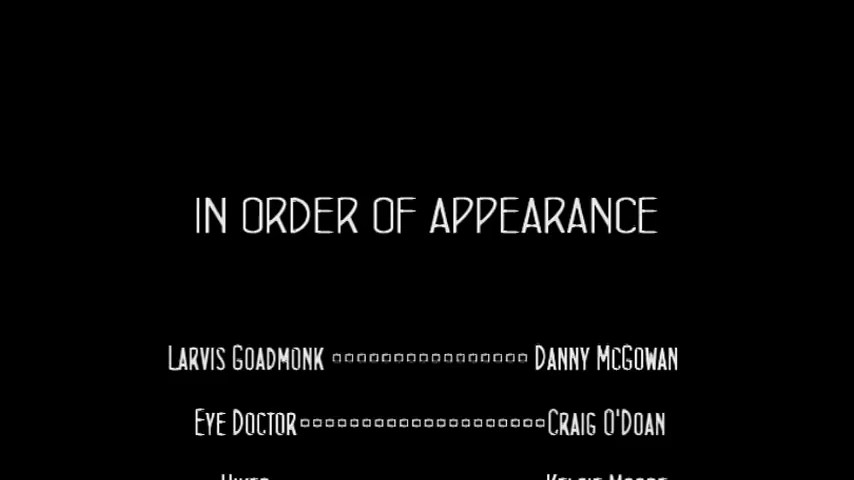 IN ORDER OF APPEARANCE
LARVIS GOADMONK ................ DANNY MCGOWAN
EYE DOCTOR....................CRAIG O'DOAN